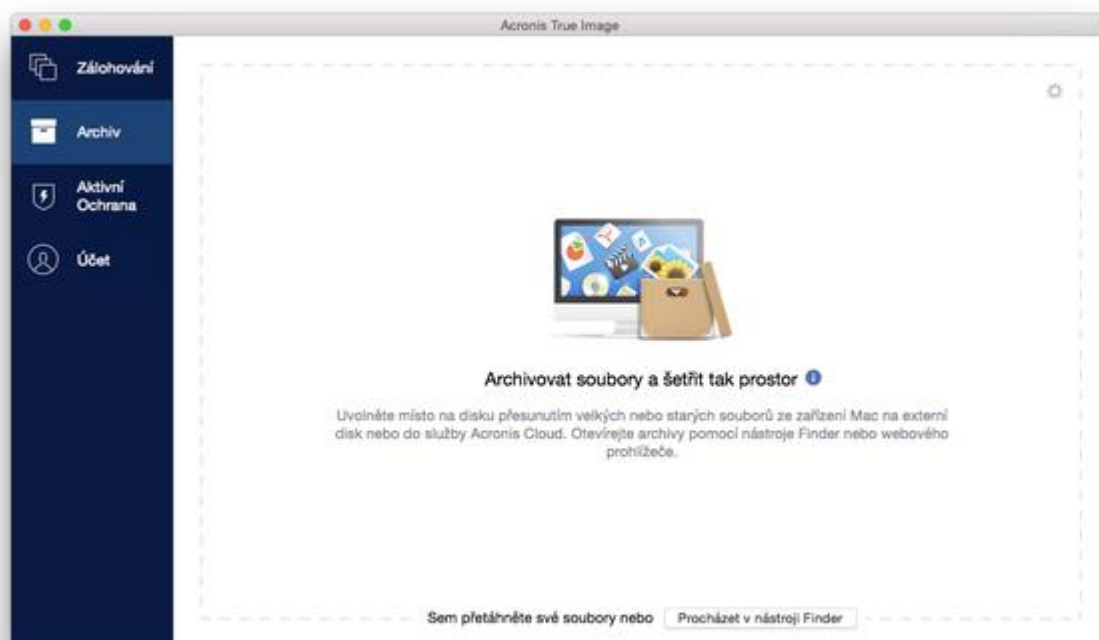 Acronis True Image
Zálohování
Archiv
Aktivní
Ochrana
Účet
Archivovat soubory a šetřit tak prostor
Uvolněte místo na disku přesunutím velkých nebo starých souborů ze zařízení Mac na externí
disk nebo do služby Acronis Cloud. Otevírejte archivy pomocí nástroje Finder nebo webového
prohlížeče.
Sem přetáhněte své soubory nebo Procházet v nástroji Finder